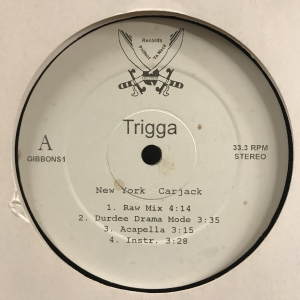 Records
Trigga
A
GIBBONS1
33.3 RPM
STEREO
New York Carjack
1. Raw Mix 4:14
2. Durdee Drama Mode 3:35
3. Acapella 3:15
4. Instr. 3:28